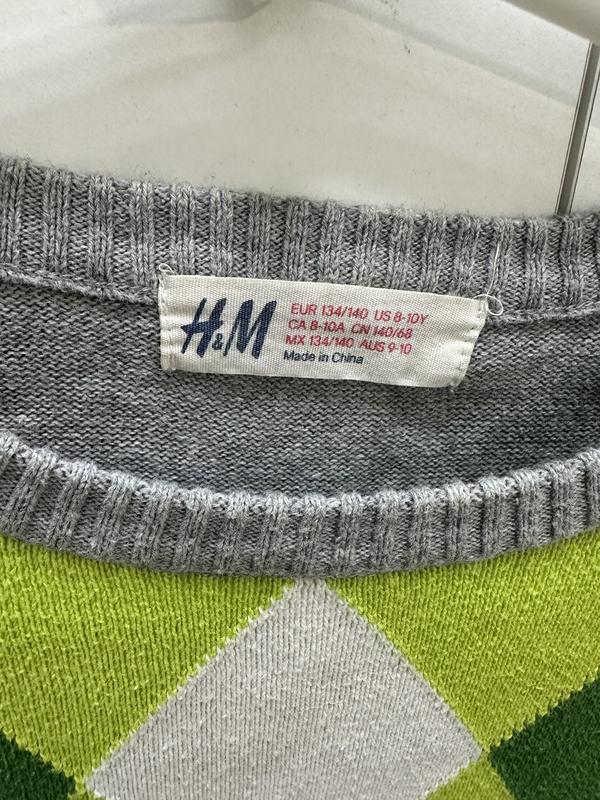 H&M
EUR 134/140 US 8-10Y
CA 8-10A CN 140/68
MX 134/140 AUS 9-10
Made in China